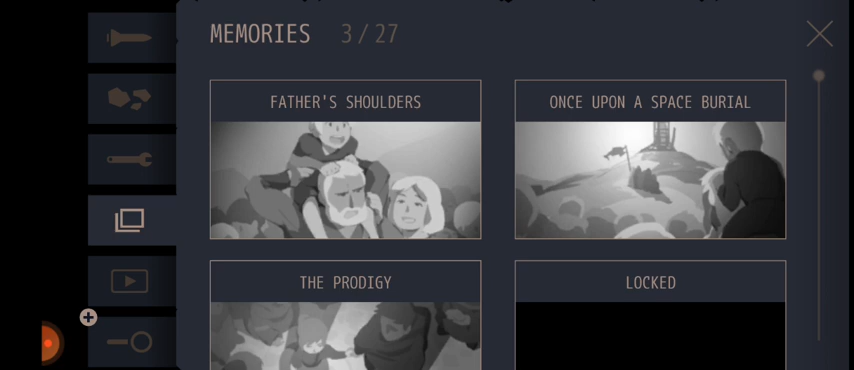 MEMORIES 3/27
FATHER'S SHOULDERS
ONCE UPON A SPACE BURIAL
THE PRODIGY
LOCKED